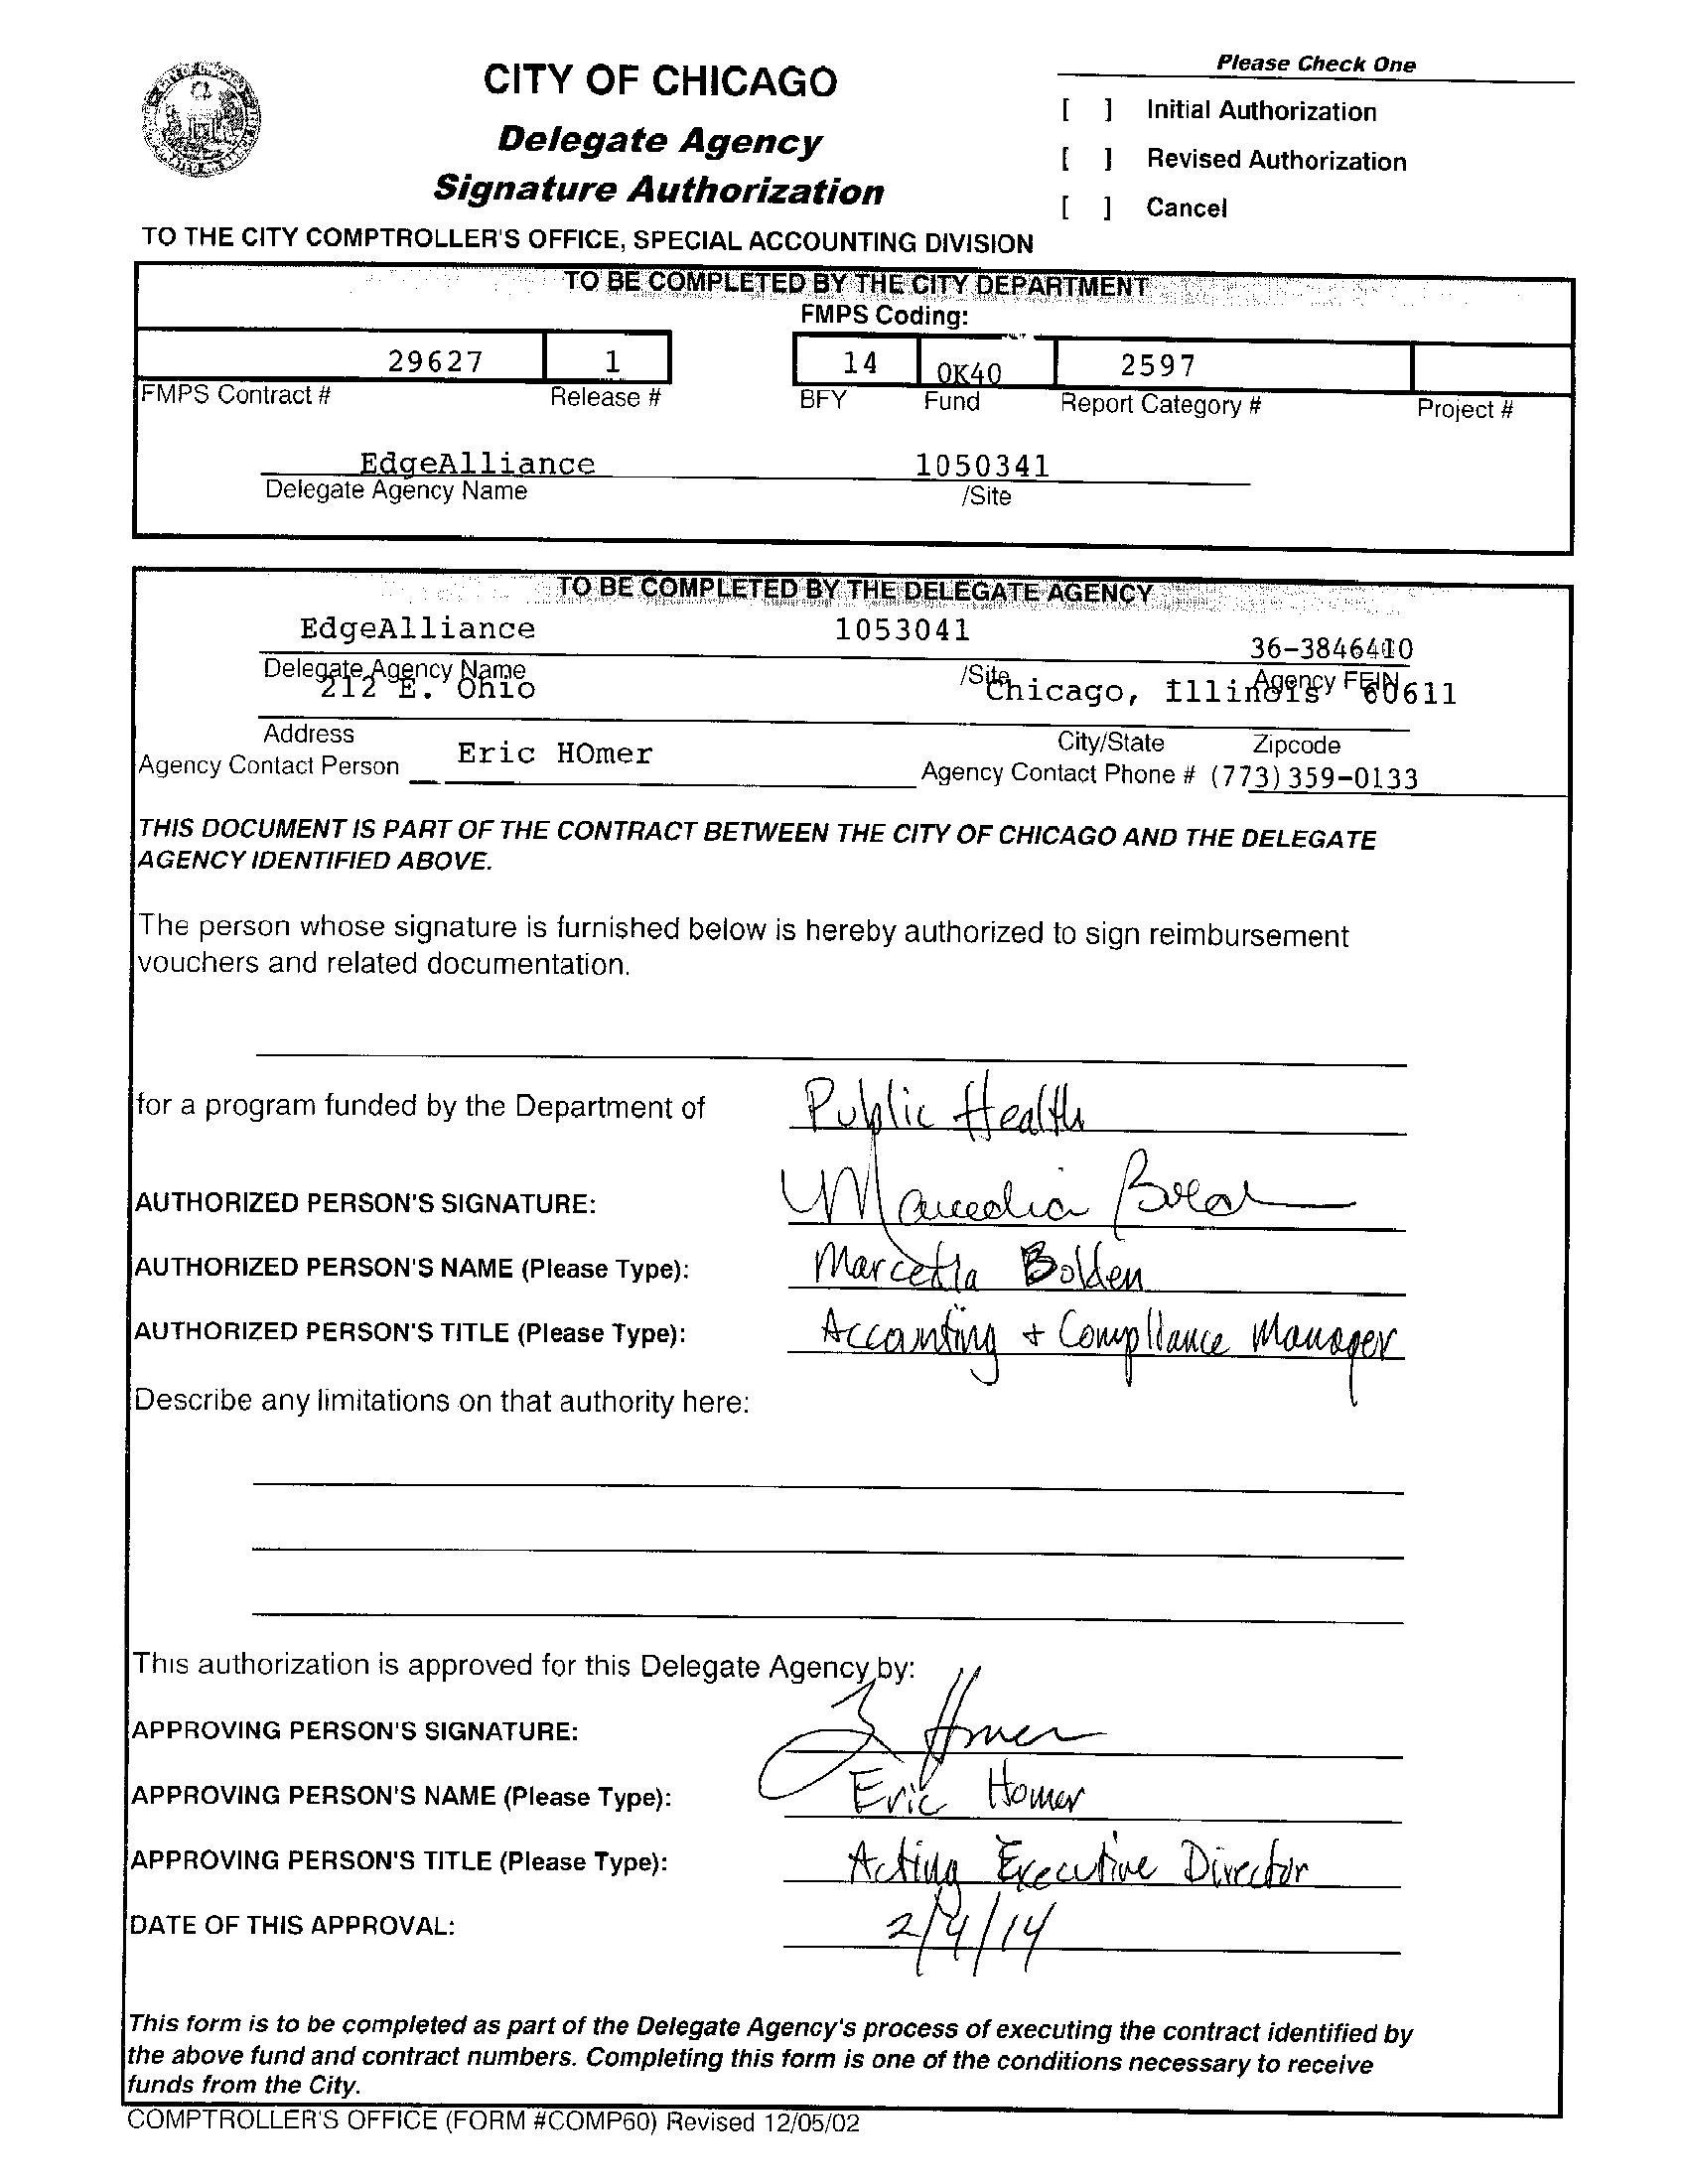 CITY OF CHICAGO
Delegate Agency
Signature Authorization
Please Check One
[ ] Initial Authorization
[ ] Revised Authorization
[ ] Cancel
TO THE CITY COMPTROLLER'S OFFICE, SPECIAL ACCOUNTING DIVISION
TO BE COMPLETED BY THE CITY DEPARTMENT
FMPS Coding:
29627 1 14 0K40 2597
FMPS Contract # Release # BFY Fund Report Category # Project #
EdgeAlliance 1050341
Delegate Agency Name /Site
TO BE COMPLETED BY THE DELEGATE AGENCY
EdgeAlliance 1053041 36-3846410
Delegate Agency Name /Site Agency FEIN
212 E. Ohio Chicago, Illinois 60611
Address City/State Zipcode
Agency Contact Person Eric HOmer Agency Contact Phone # (773)359-0133
THIS DOCUMENT IS PART OF THE CONTRACT BETWEEN THE CITY OF CHICAGO AND THE DELEGATE
AGENCY IDENTIFIED ABOVE.
The person whose signature is furnished below is hereby authorized to sign reimbursement
vouchers and related documentation.
for a program funded by the Department of Public Health
AUTHORIZED PERSON'S SIGNATURE:
AUTHORIZED PERSON'S NAME (Please Type): Marcella Bolden
AUTHORIZED PERSON'S TITLE (Please Type): Accounting + Compliance Manager
Describe any limitations on that authority here:
This authorization is approved for this Delegate Agency by:
APPROVING PERSON'S SIGNATURE: Homer
APPROVING PERSON'S NAME (Please Type): Eric Homer
APPROVING PERSON'S TITLE (Please Type): Acting Executive Director
DATE OF THIS APPROVAL: 2/4/14
This form is to be completed as part of the Delegate Agency's process of executing the contract identified by
the above fund and contract numbers. Completing this form is one of the conditions necessary to receive
funds from the City.
COMPTROLLER'S OFFICE (FORM #COMP60) Revised 12/05/02